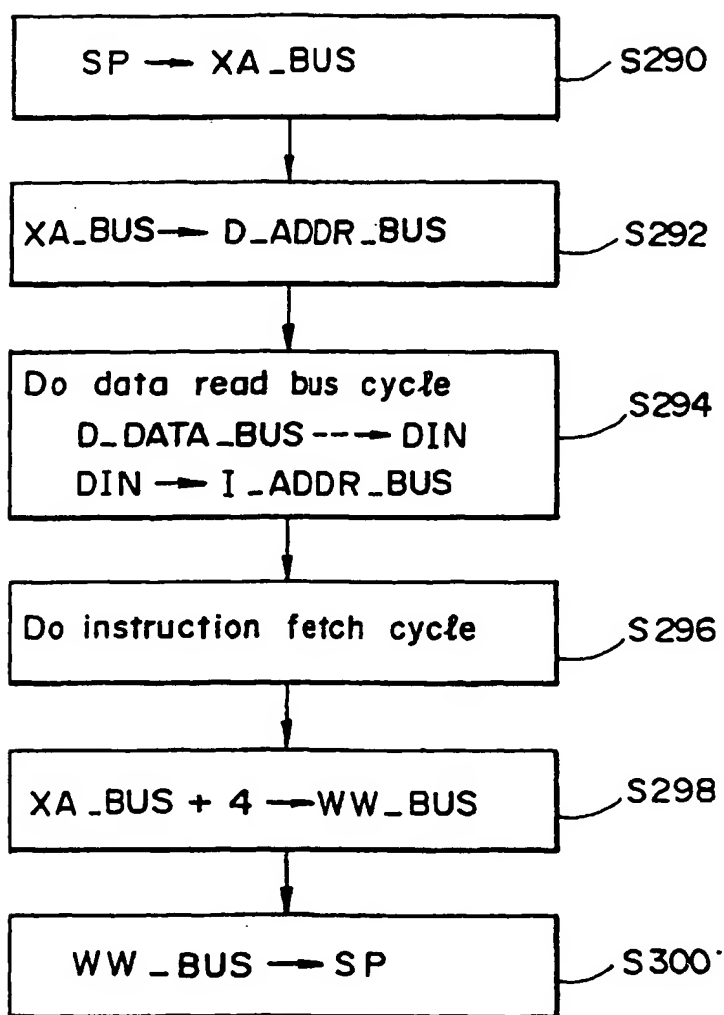 SP → XA_BUS
S290
XA_BUS → D_ADDR_BUS
S292
Do data read bus cycle
D_DATA_BUS ---→ DIN
DIN → I_ADDR_BUS
S294
Do instruction fetch cycle
S296
XA_BUS + 4 → WW_BUS
S298
WW_BUS → SP
S300